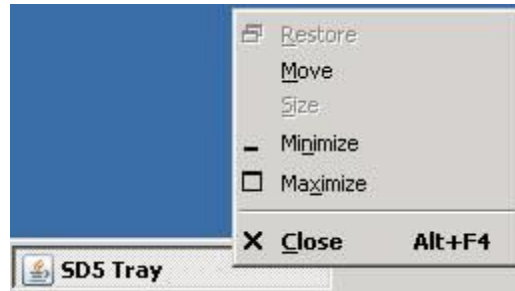 Restore
Move
Size
Minimize
Maximize
Close Alt+F4
SD5 Tray